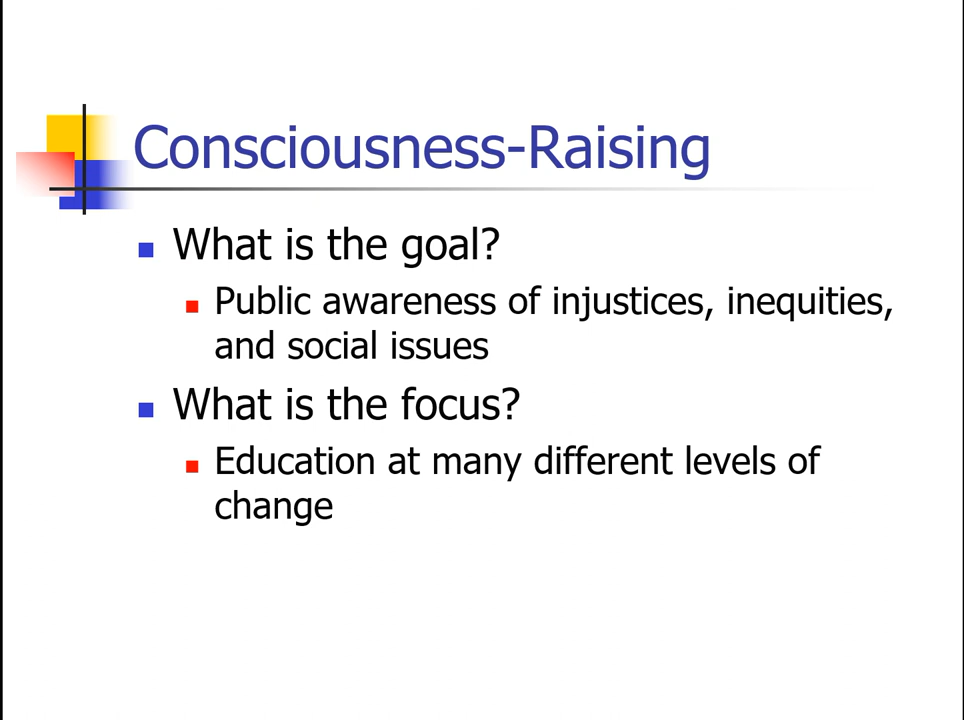 Consciousness-Raising
What is the goal?
Public awareness of injustices, inequities,
and social issues
What is the focus?
Education at many different levels of
change